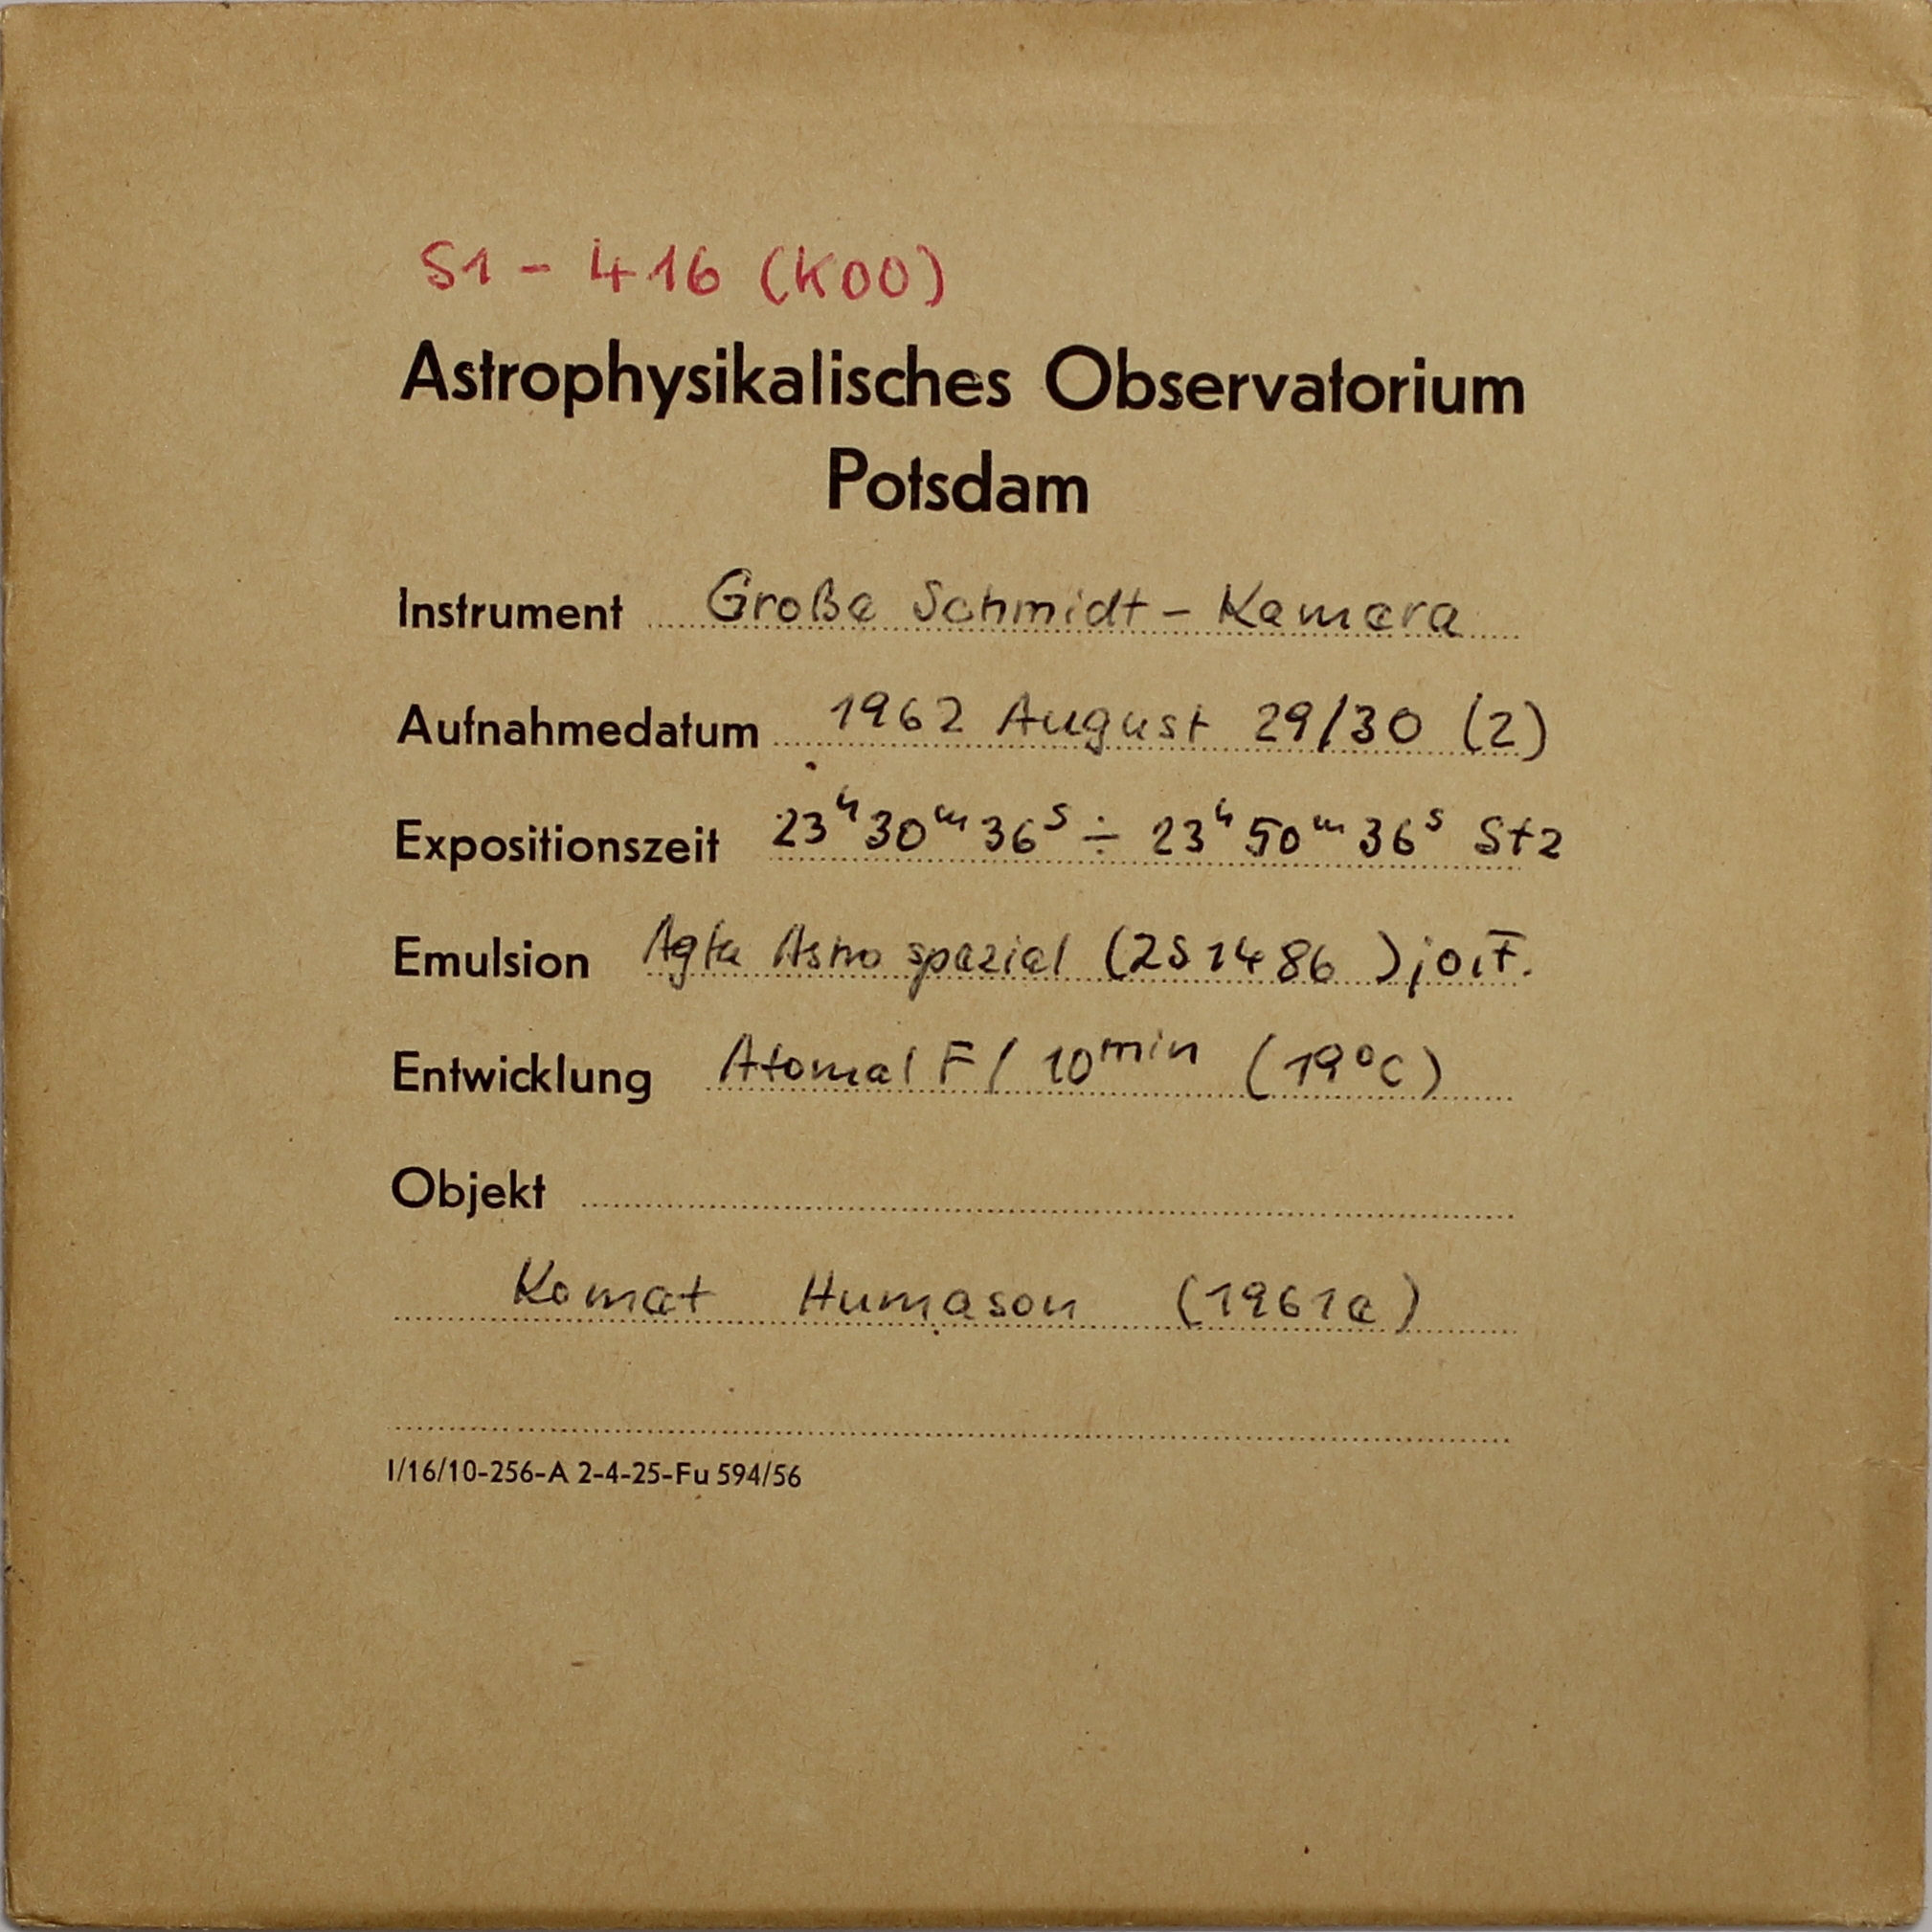 S1 - 416 (K00)
Astrophysikalisches Observatorium
Potsdam
Instrument Große Schmidt - Kamera
Aufnahmedatum 1962 August 29/30 (2)
Expositionszeit 23ʰ30ᵐ36ˢ ÷ 23ʰ50ᵐ36ˢ Stz
Emulsion Agfa Astro spezial (251486); o.F.
Entwicklung Atomal F / 10ᵐⁱⁿ (19°C)
Objekt
Komet Humason (1961e)
I/16/10-256-A 2-4-25-Fu 594/56